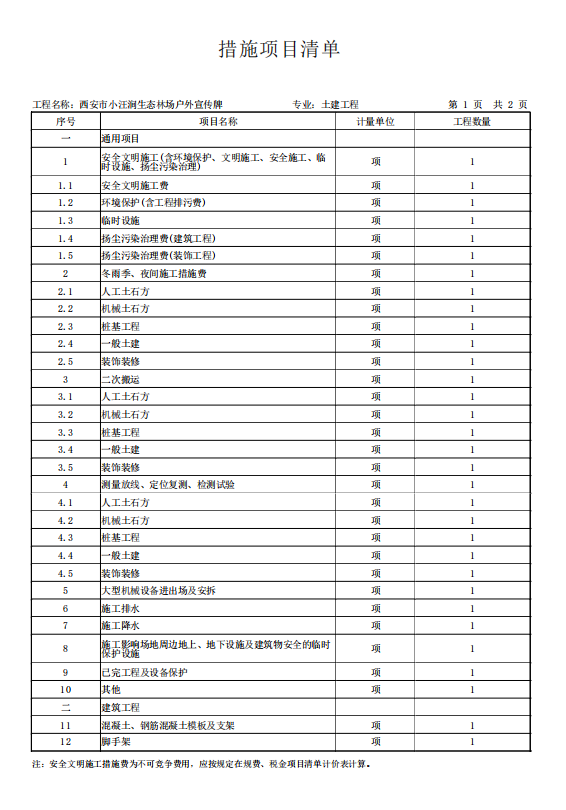 措施项目清单
工程名称：西安市小汪涧生态林场户外宣传牌 专业：土建工程 第 1 页 共 2 页
序号 项目名称 计量单位 工程数量
一 通用项目
1 安全文明施工(含环境保护、文明施工、安全施工、临
时设施、扬尘污染治理) 项 1
1.1 安全文明施工费 项 1
1.2 环境保护(含工程排污费) 项 1
1.3 临时设施 项 1
1.4 扬尘污染治理费(建筑工程) 项 1
1.5 扬尘污染治理费(装饰工程) 项 1
2 冬雨季、夜间施工措施费 项 1
2.1 人工土石方 项 1
2.2 机械土石方 项 1
2.3 桩基工程 项 1
2.4 一般土建 项 1
2.5 装饰装修 项 1
3 二次搬运 项 1
3.1 人工土石方 项 1
3.2 机械土石方 项 1
3.3 桩基工程 项 1
3.4 一般土建 项 1
3.5 装饰装修 项 1
4 测量放线、定位复测、检测试验 项 1
4.1 人工土石方 项 1
4.2 机械土石方 项 1
4.3 桩基工程 项 1
4.4 一般土建 项 1
4.5 装饰装修 项 1
5 大型机械设备进出场及安拆 项 1
6 施工排水 项 1
7 施工降水 项 1
8 施工影响场地周边地上、地下设施及建筑物安全的临时
保护设施 项 1
9 已完工程及设备保护 项 1
10 其他 项 1
二 建筑工程
11 混凝土、钢筋混凝土模板及支架 项 1
12 脚手架 项 1
注：安全文明施工措施费为不可竞争费用，应按规定在规费、税金项目清单计价表计算。